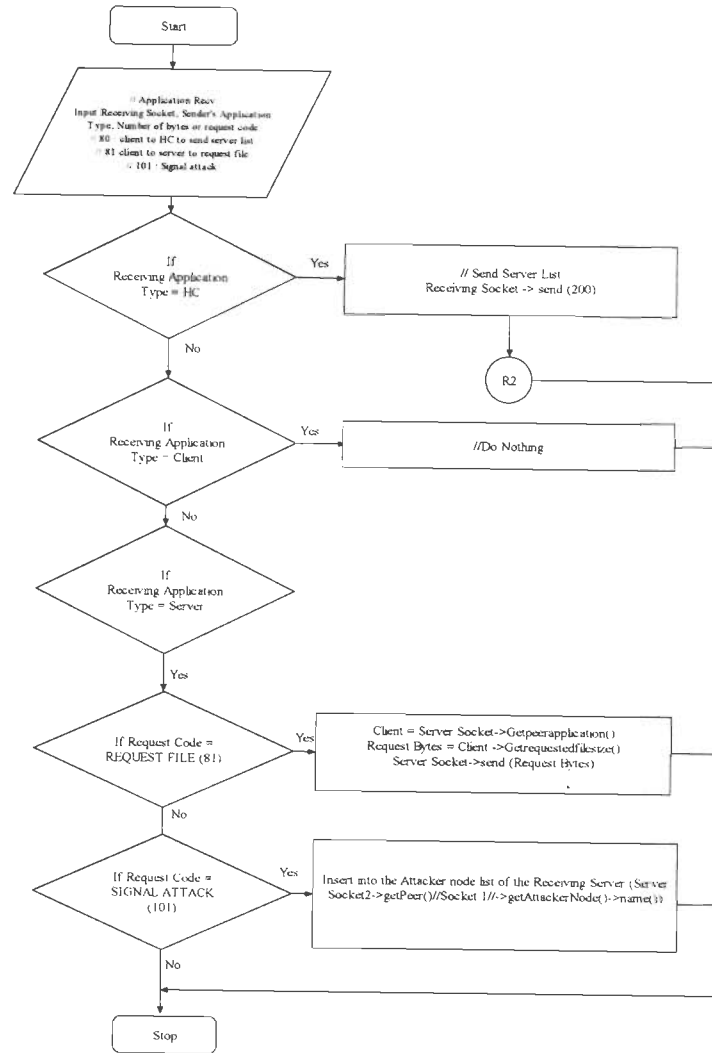 Start
Application Recv
Input Receiving Socket, Sender's Application
Type, Number of bytes or request code
80 client to HC to send server list
81 client to server to request file
101 Signal attack
If
Receiving Application
Type = HC
Yes
// Send Server List
Receiving Socket -> send (200)
No
R2
If
Receiving Application
Type = Client
Yes
//Do Nothing
No
If
Receiving Application
Type = Server
Yes
If Request Code =
REQUEST FILE (81)
Yes
Client = Server Socket->Getpeerapplication()
Request Bytes = Client ->Getrequestedfilesize()
Server Socket->send (Request Bytes)
No
If Request Code =
SIGNAL ATTACK
(101)
Yes
Insert into the Attacker node list of the Receiving Server (Server
Socket2->getPeer()//Socket 1//->getAttackerNode()->name())
No
Stop